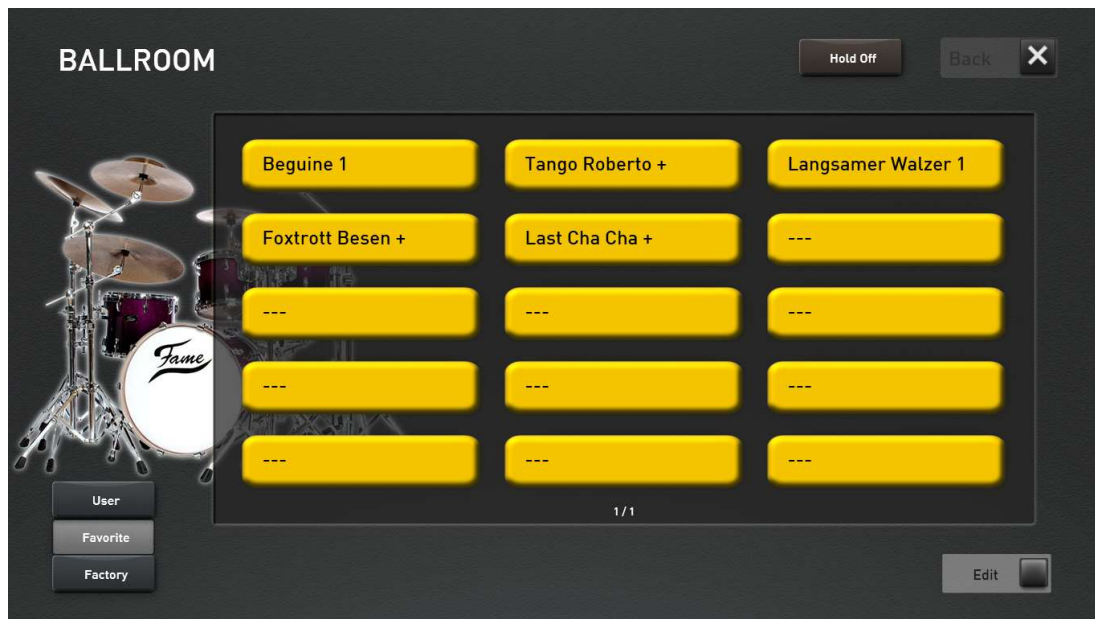 BALLROOM
Hold Off
Back
Beguine 1
Tango Roberto +
Langsamer Walzer 1
Foxtrott Besen +
Last Cha Cha +
---
---
---
---
---
---
---
---
---
---
Fame
User
Favorite
Factory
1/1
Edit